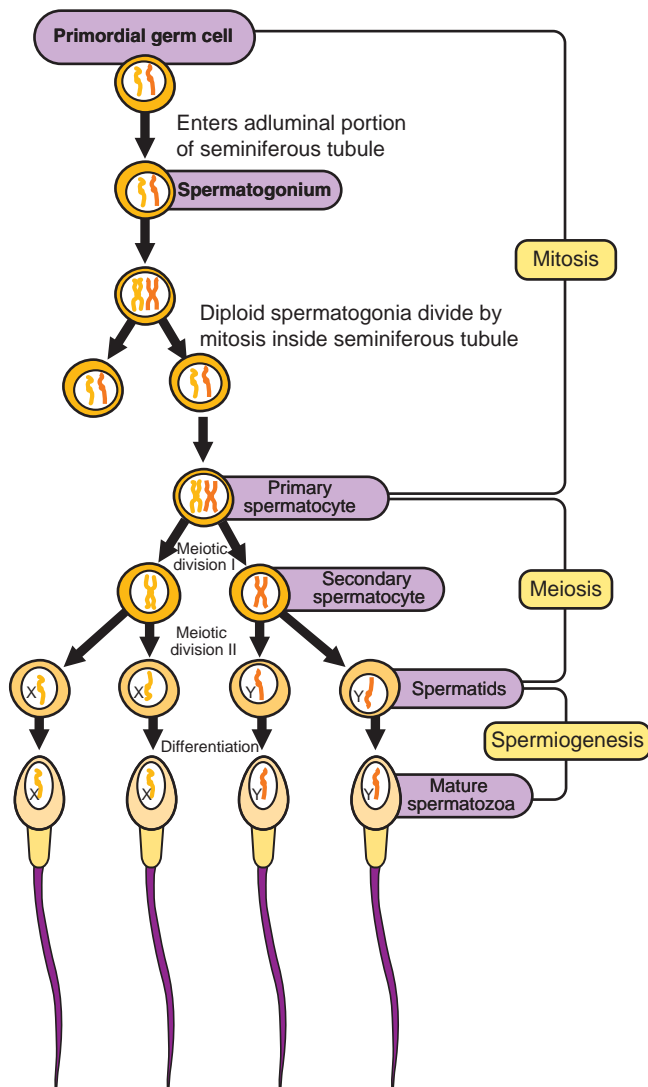 Primordial germ cell
Enters adluminal portion
of seminiferous tubule
Spermatogonium
Mitosis
Diploid spermatogonia divide by
mitosis inside seminiferous tubule
Primary
spermatocyte
Meiotic
division I
Secondary
spermatocyte
Meiosis
Meiotic
division II
X
X
Y
Y
Spermatids
Spermiogenesis
Differentiation
X
X
Y
Y
Mature
spermatozoa